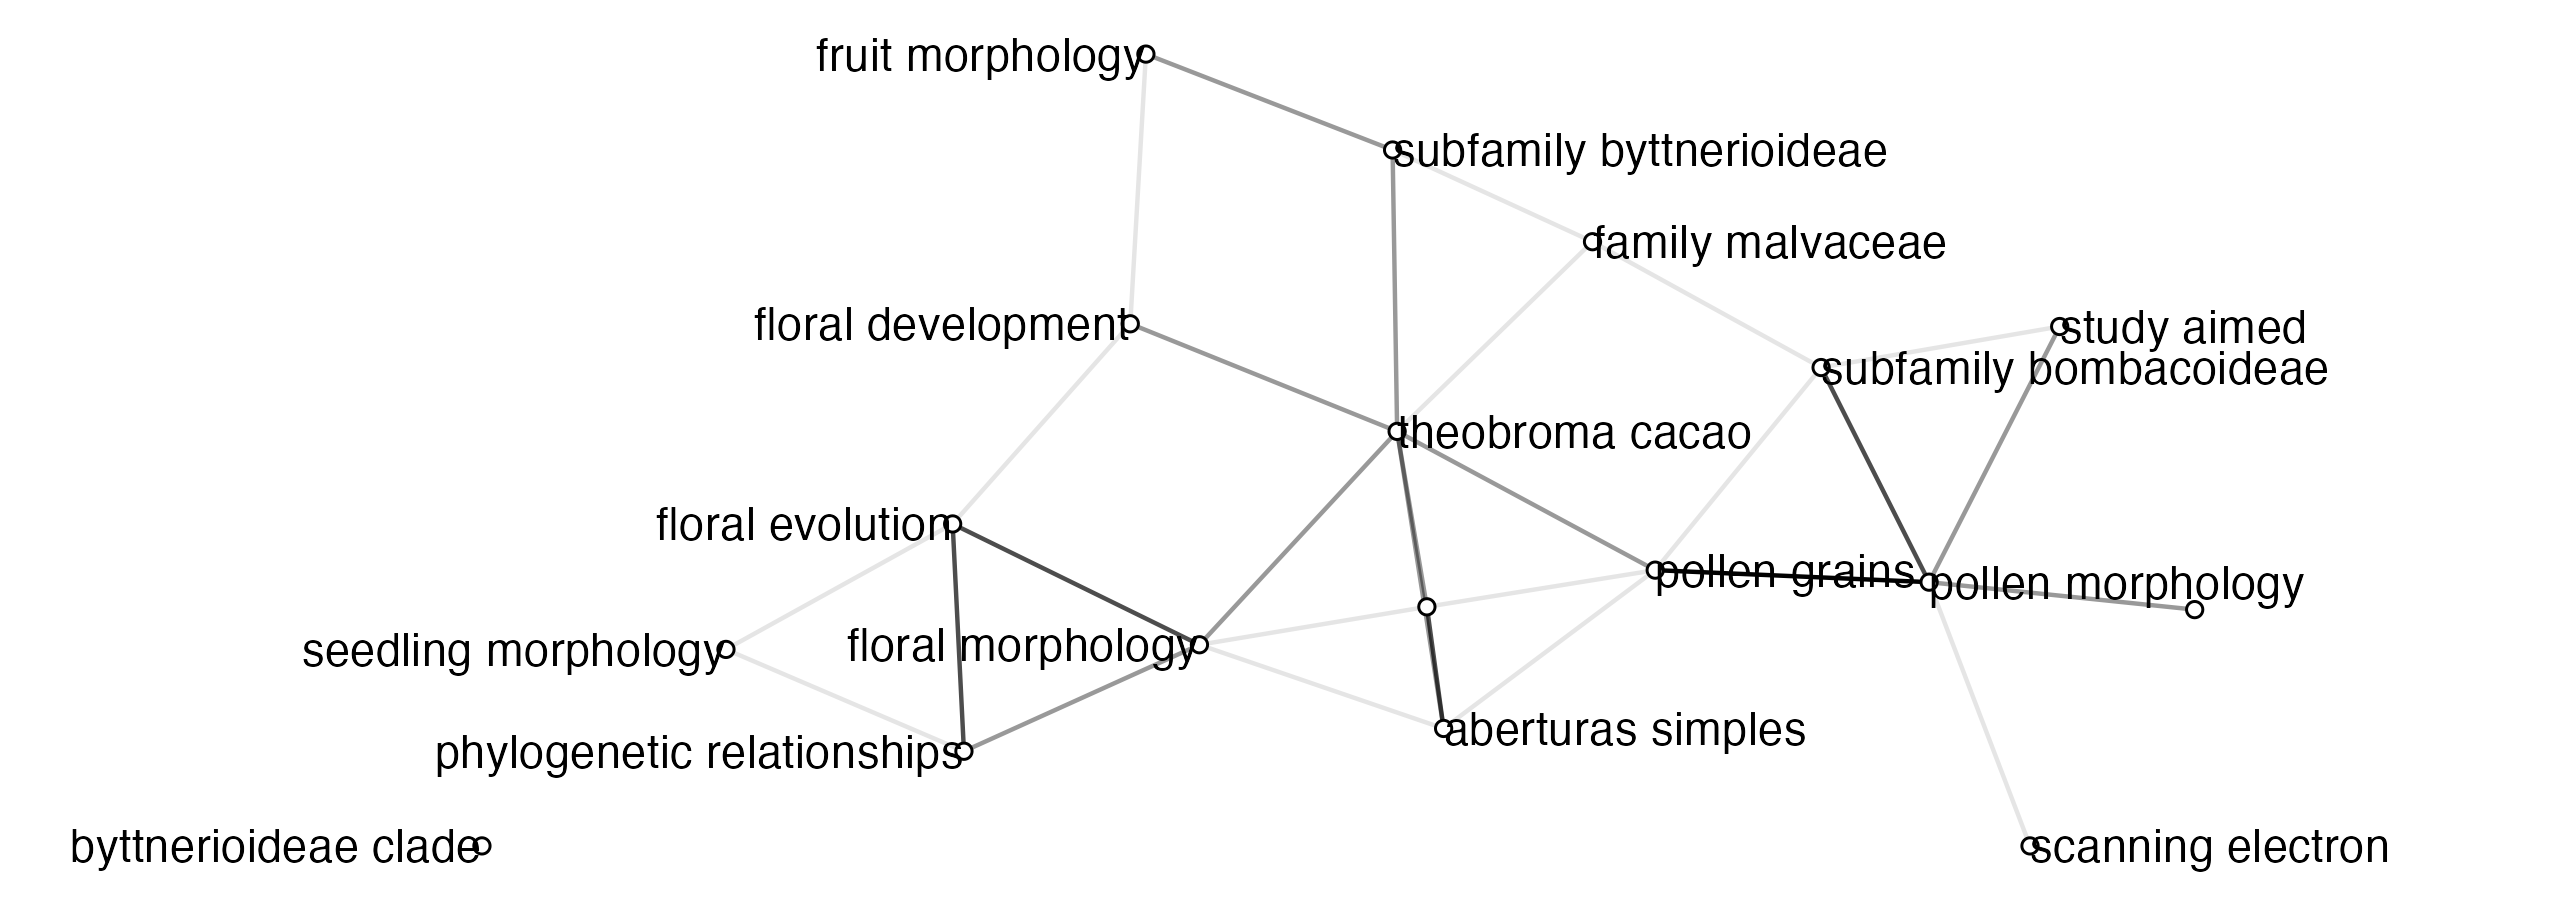 fruit morphology
subfamily byttnerioideae
family malvaceae
floral development
study aimed
subfamily bombacoideae
theobroma cacao
floral evolution
pollen grains
pollen morphology
seedling morphology
floral morphology
aberturas simples
phylogenetic relationships
byttnerioideae clade
scanning electron